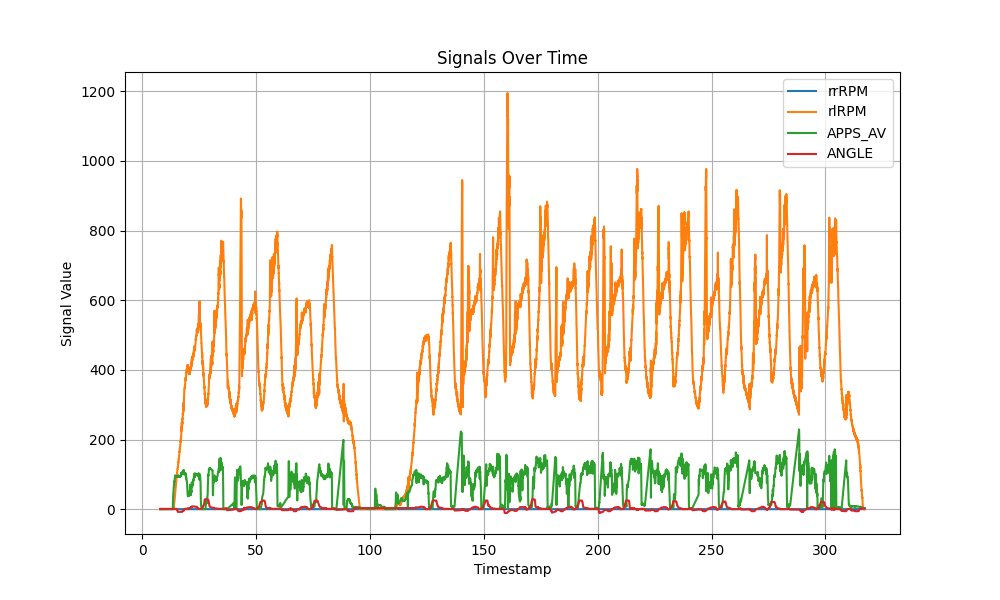 Signals Over Time
rrRPM
rlRPM
APPS_AV
ANGLE
1200
1000
800
600
400
200
0
Signal Value
0 50 100 150 200 250 300
Timestamp